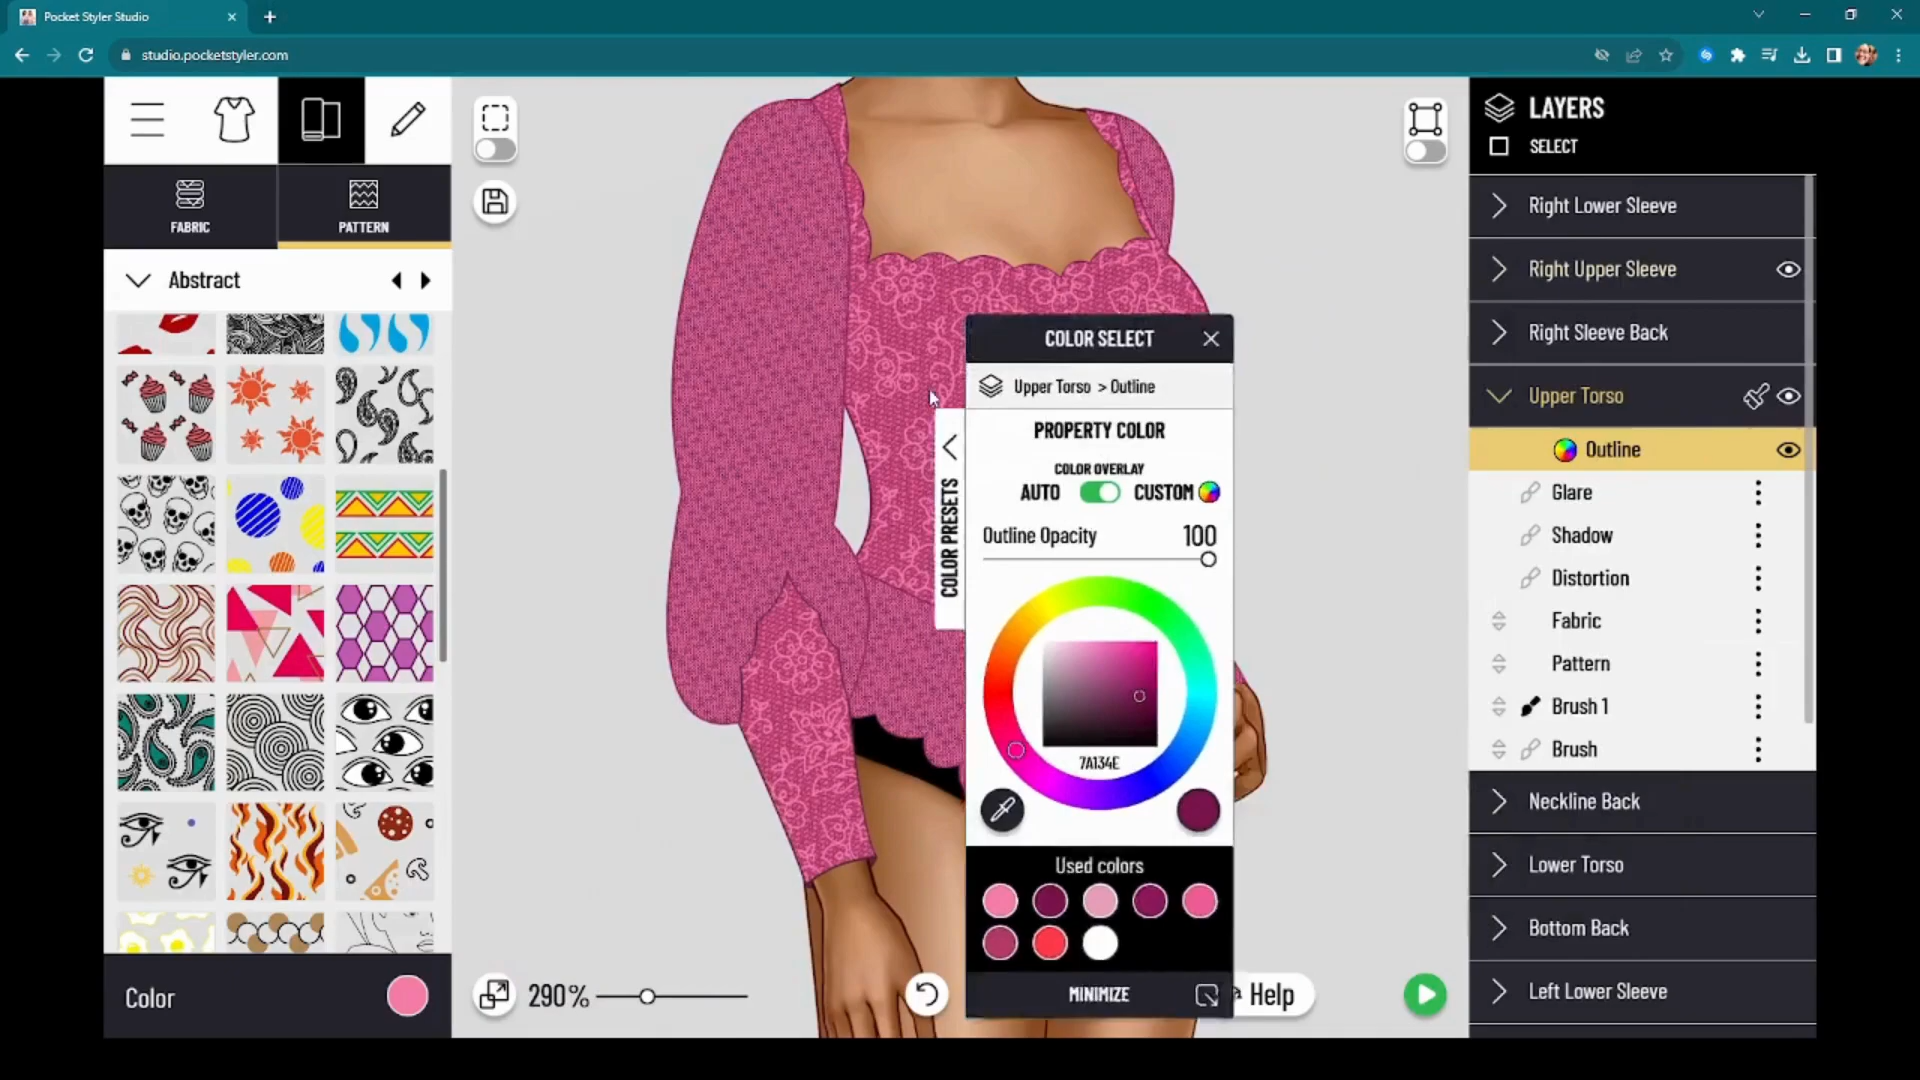 Pocket Styler Studio
studio.pocketstyler.com
FABRIC
PATTERN
Abstract
Color
290%
COLOR SELECT
Upper Torso > Outline
PROPERTY COLOR
COLOR OVERLAY
AUTO
CUSTOM
Outline Opacity
100
COLOR PRESETS
7A134E
Used colors
MINIMIZE
Help
LAYERS
SELECT
Right Lower Sleeve
Right Upper Sleeve
Right Sleeve Back
Upper Torso
Outline
Glare
Shadow
Distortion
Fabric
Pattern
Brush 1
Brush
Neckline Back
Lower Torso
Bottom Back
Left Lower Sleeve